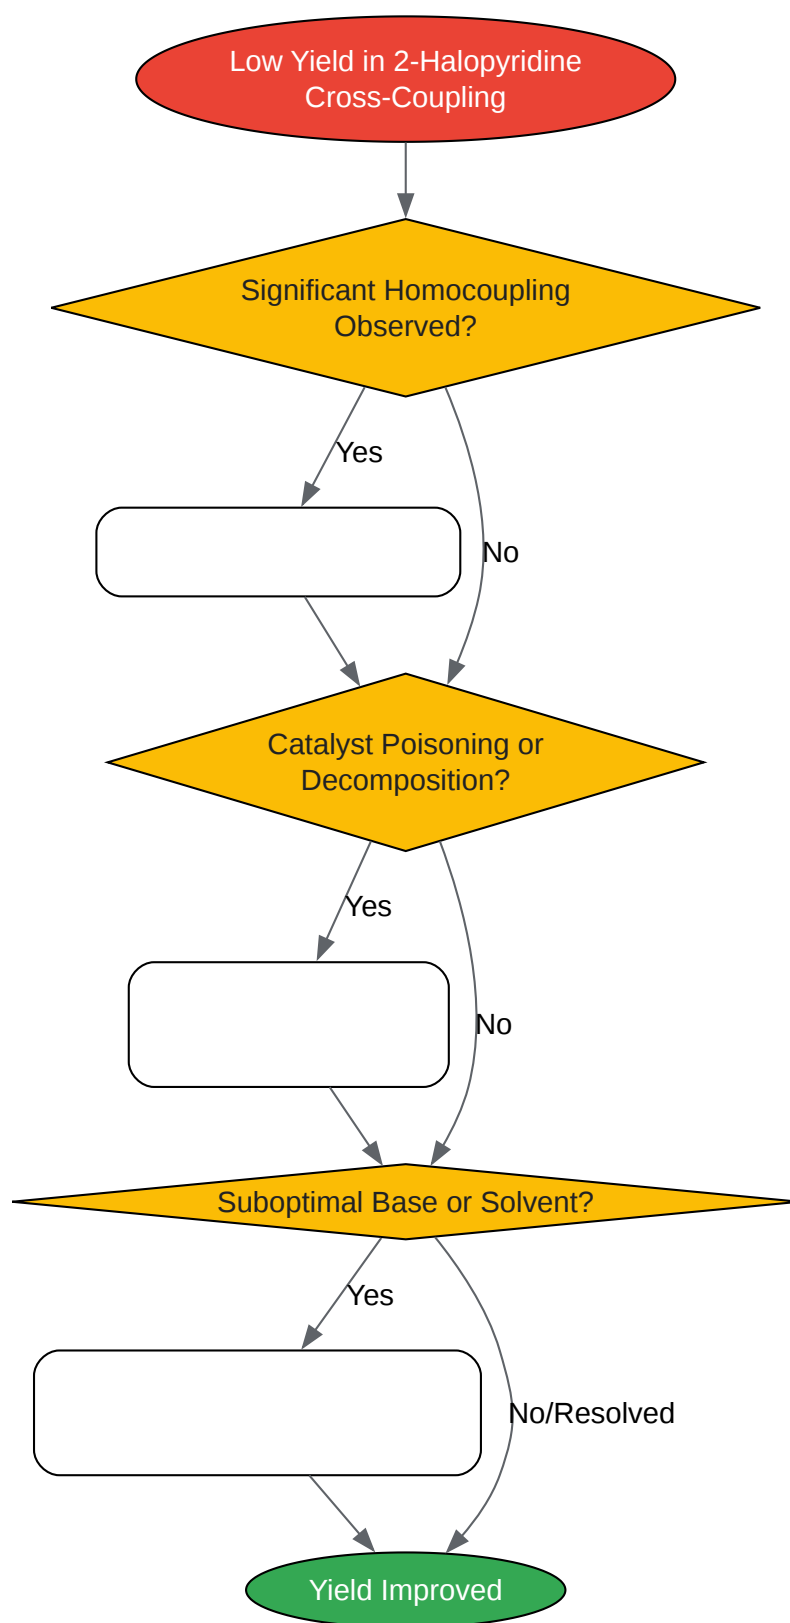 Low Yield in 2-Halopyridine
Cross-Coupling
Significant Homocoupling
Observed?
Yes
No
Catalyst Poisoning or
Decomposition?
Yes
No
Suboptimal Base or Solvent?
Yes
No/Resolved
Yield Improved